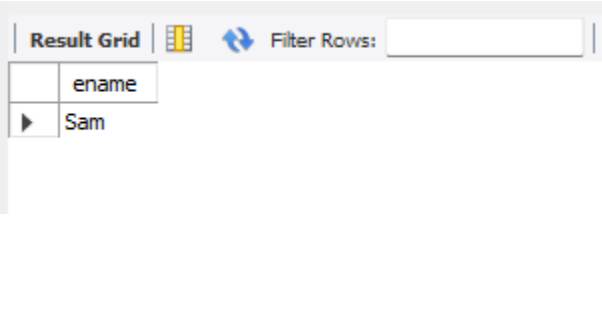 Result Grid Filter Rows:
ename
Sam